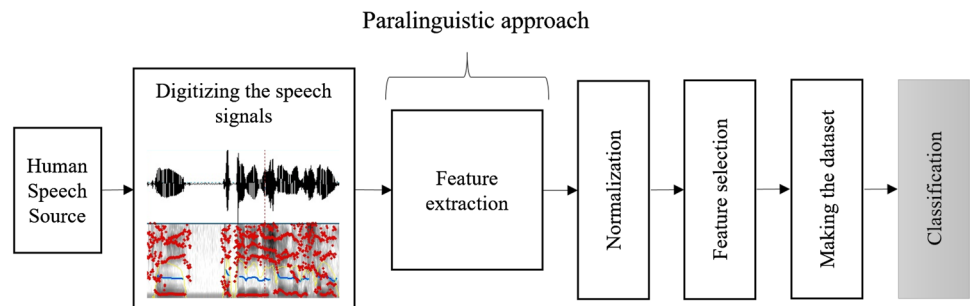 Paralinguistic approach
Human
Speech
Source
Digitizing the speech
signals
Feature
extraction
Normalization
Feature selection
Making the dataset
Classification